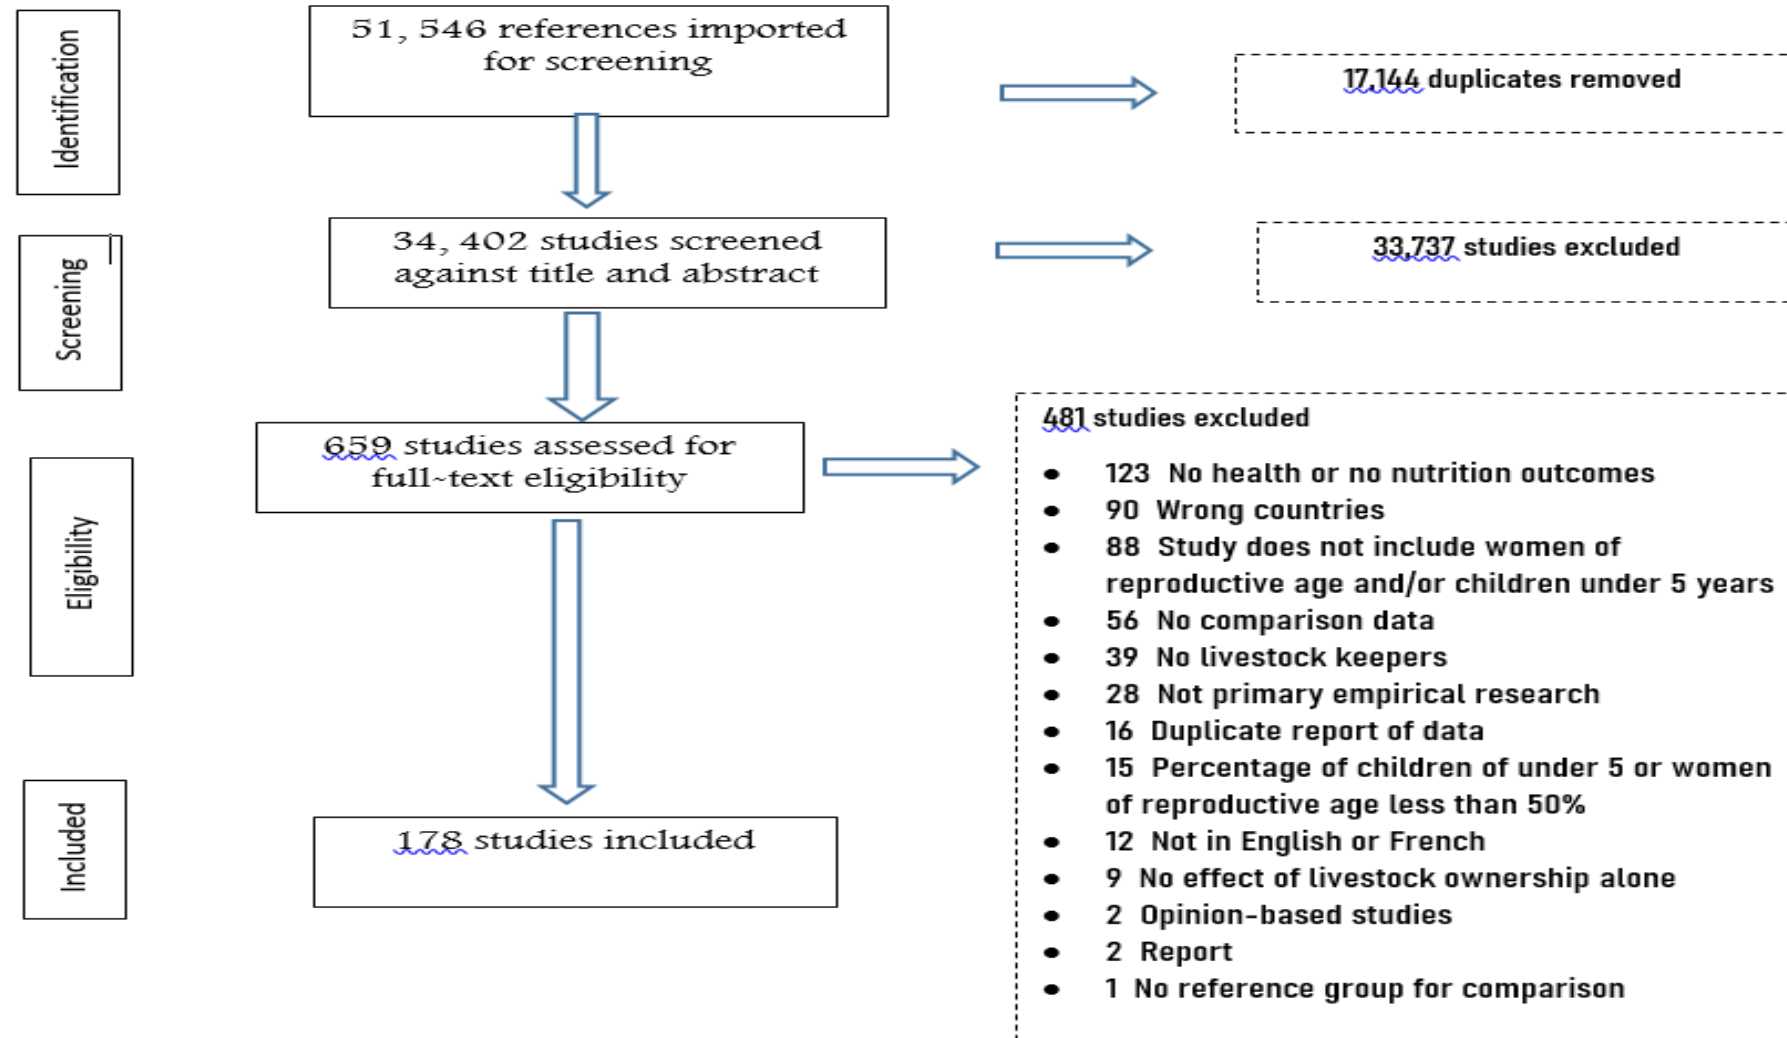 Identification
51, 546 references imported
for screening
17,144 duplicates removed
Screening
34, 402 studies screened
against title and abstract
33,737 studies excluded
Eligibility
659 studies assessed for
full-text eligibility
481 studies excluded
• 123 No health or no nutrition outcomes
• 90 Wrong countries
• 88 Study does not include women of
reproductive age and/or children under 5 years
• 56 No comparison data
• 39 No livestock keepers
• 28 Not primary empirical research
• 16 Duplicate report of data
• 15 Percentage of children of under 5 or women
of reproductive age less than 50%
• 12 Not in English or French
• 9 No effect of livestock ownership alone
• 2 Opinion-based studies
• 2 Report
• 1 No reference group for comparison
Included
178 studies included